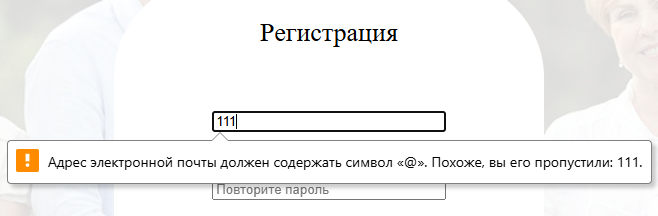 Регистрация
111
Адрес электронной почты должен содержать символ «@». Похоже, вы его пропустили: 111.
Повторите пароль